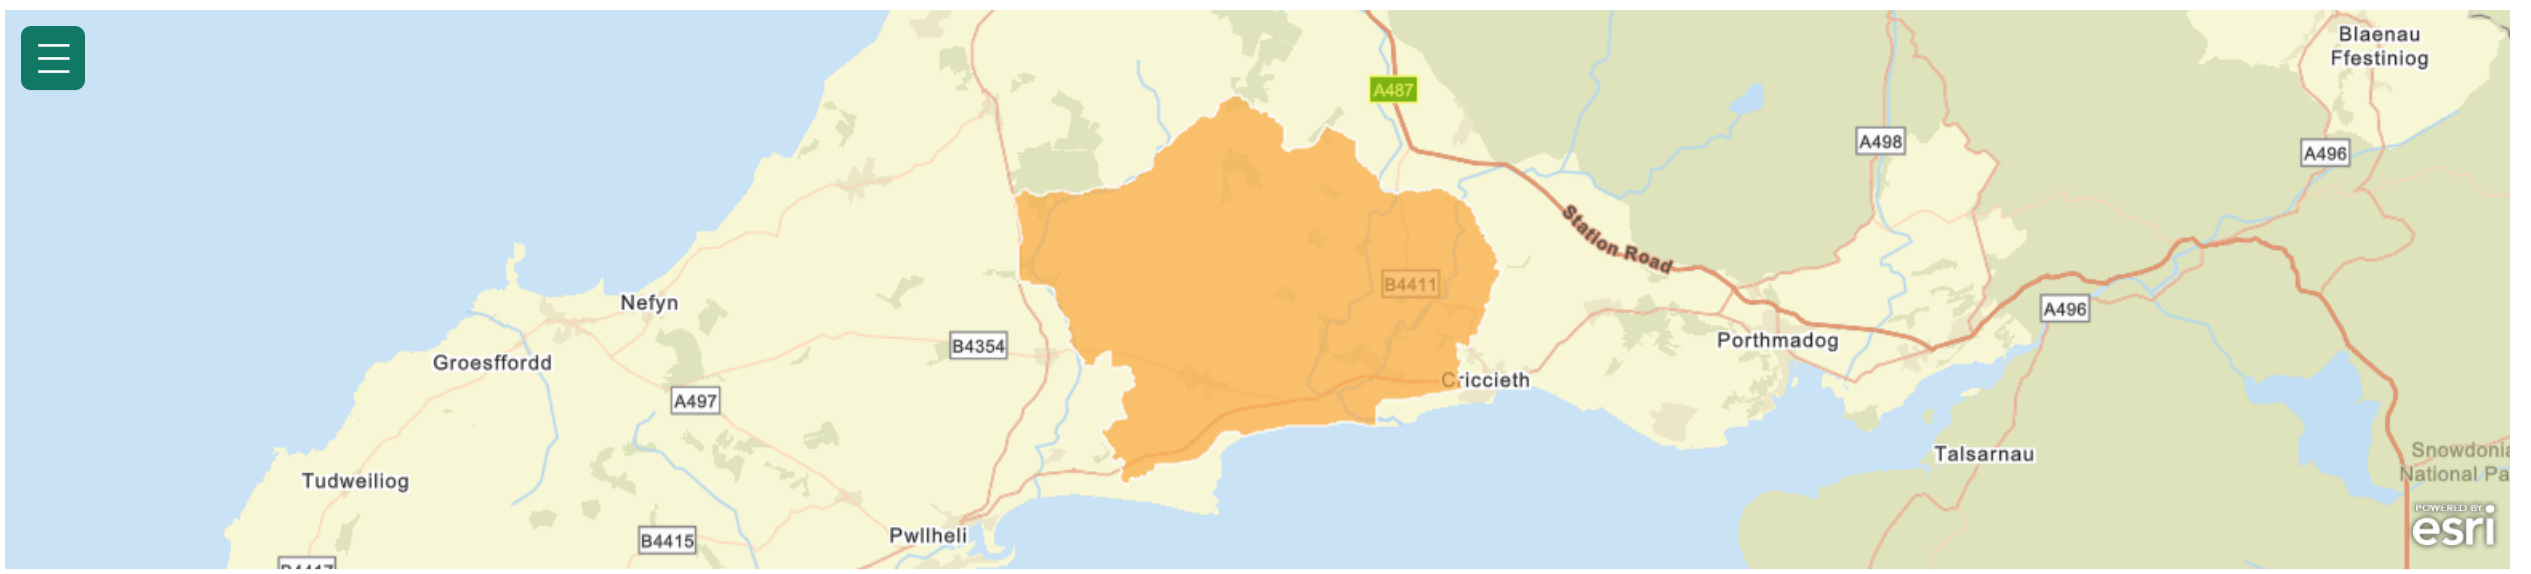 Blaenau
Ffestiniog
A487
A498
A496
Station Road
B4411
Nefyn
A496
Porthmadog
B4354
Groesffordd
Criccieth
A497
Talsarnau
Snowdonia
National Pa
Tudweiliog
POWERED BY
esri
Pwllheli
B4415
B4417